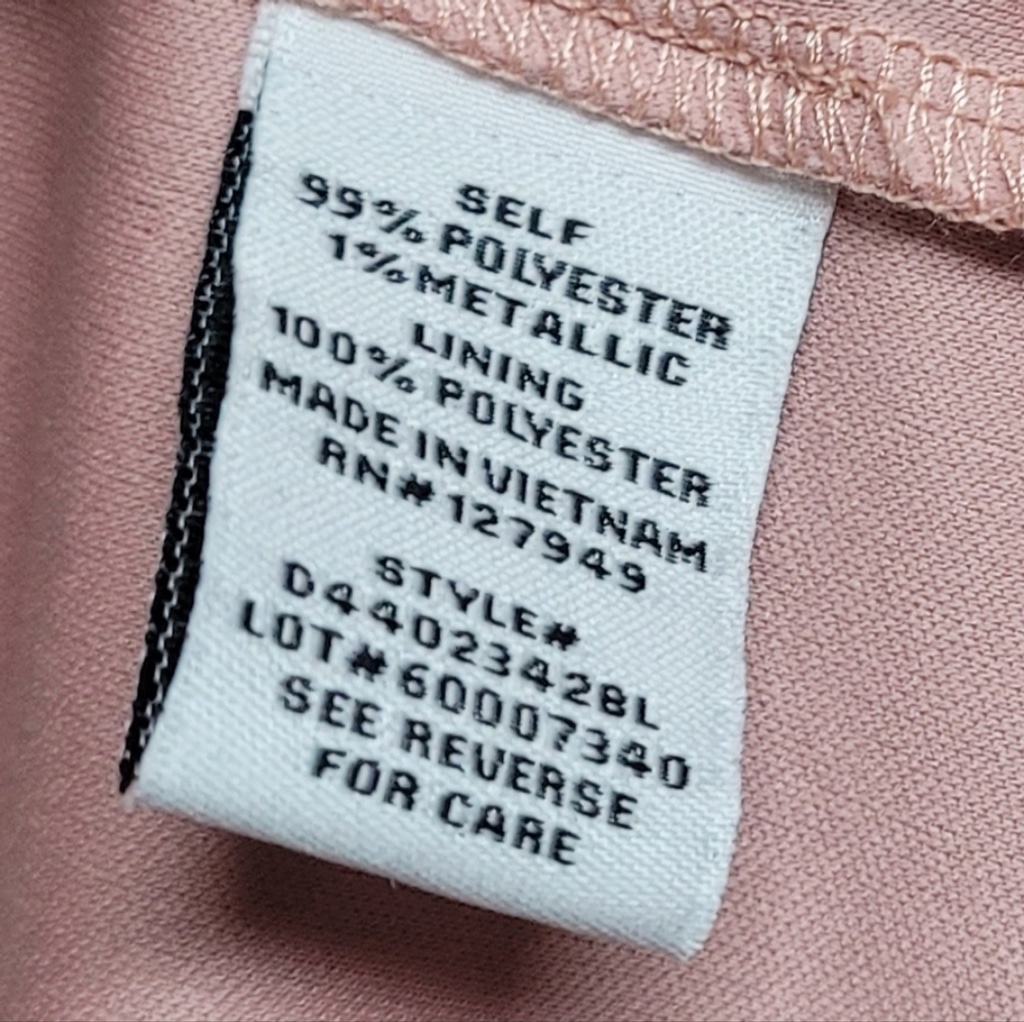 SELF
99% POLYESTER
1% METALLIC
LINING
100% POLYESTER
MADE IN VIETNAM
RN# 127949
STYLE#
D4402342BL
LOT#60007340
SEE REVERSE
FOR CARE